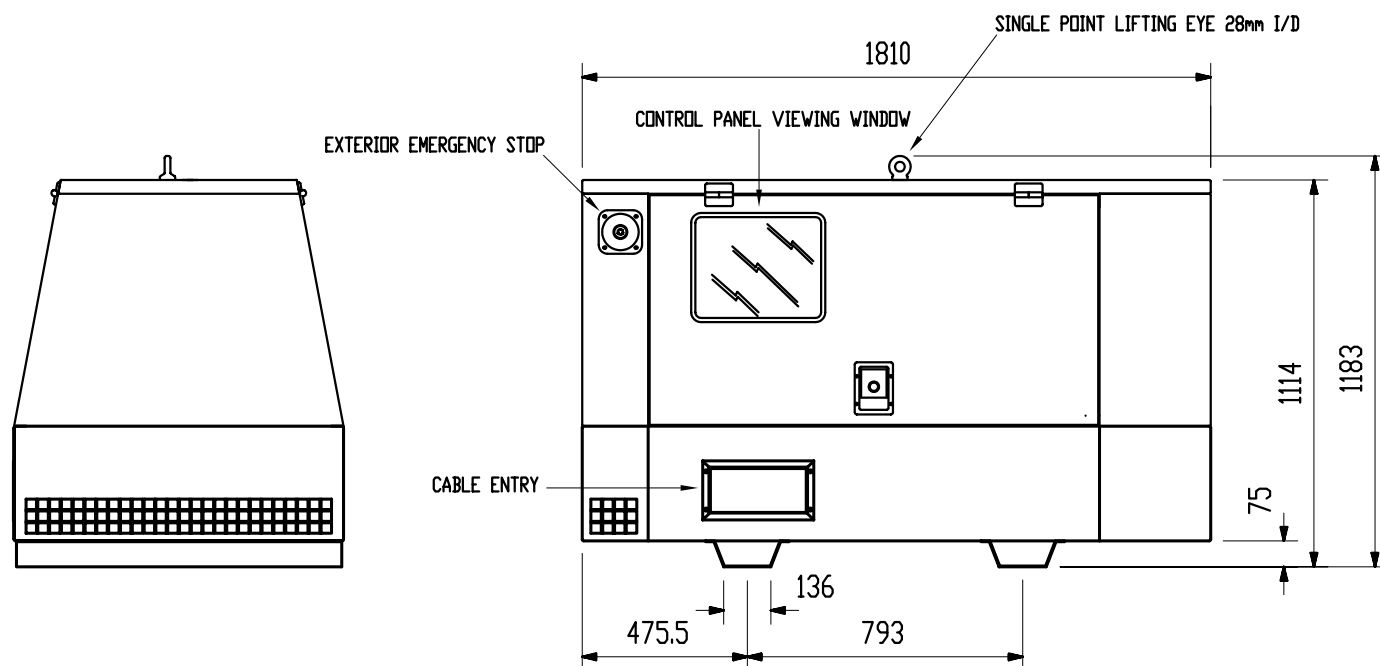 SINGLE POINT LIFTING EYE 28mm I/D
1810
CONTROL PANEL VIEWING WINDOW
EXTERIOR EMERGENCY STOP
1114
1183
CABLE ENTRY
75
136
475.5
793